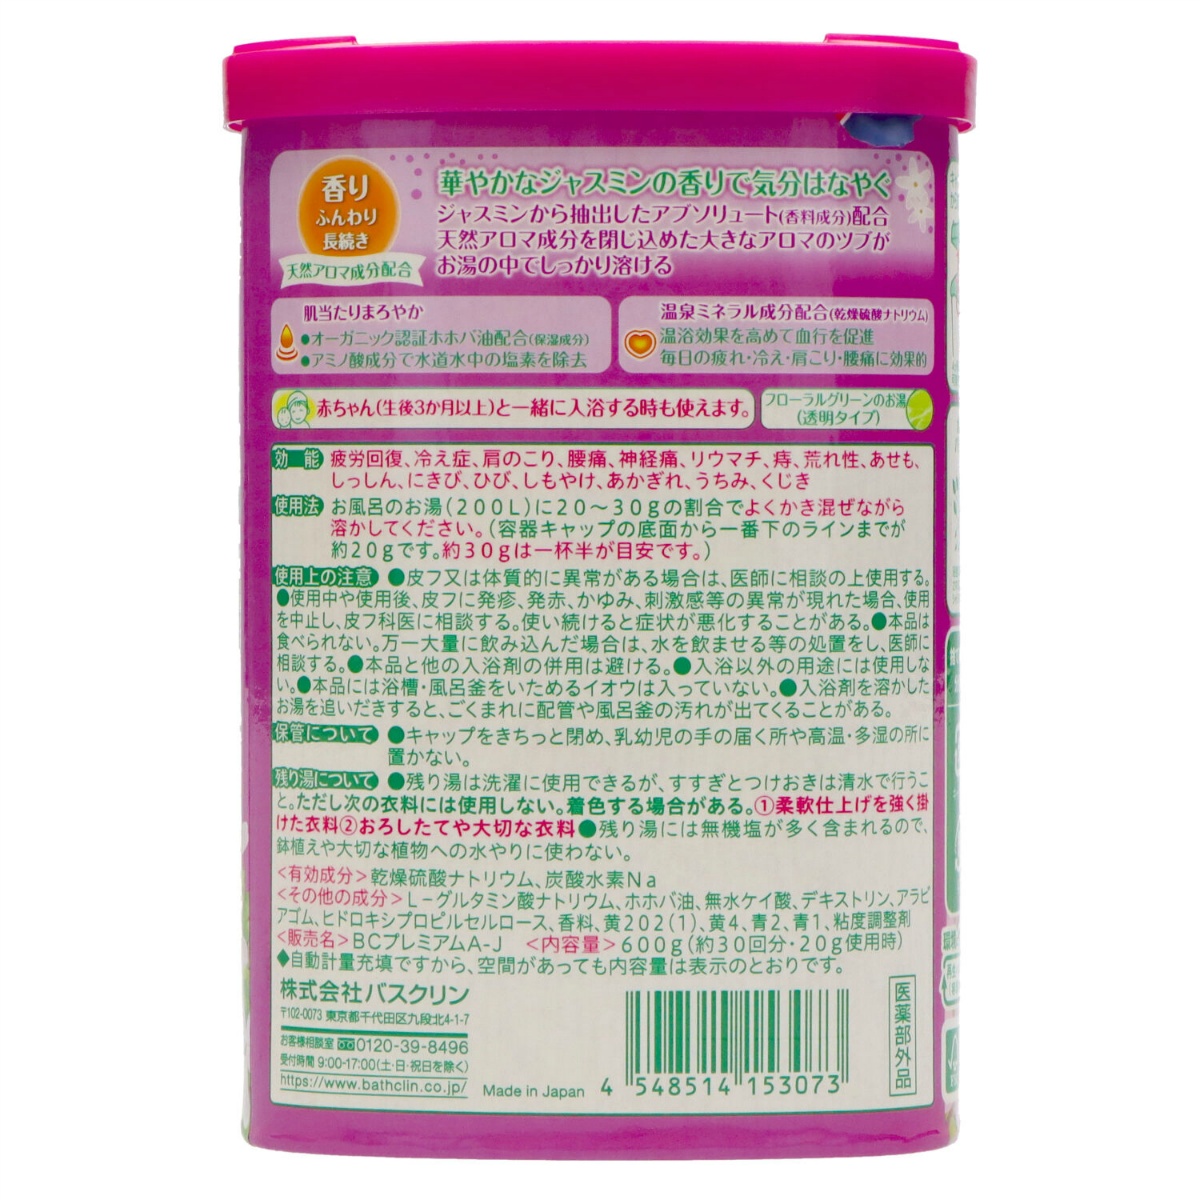 香り
ふんわり
長続き
天然アロマ成分配合
華やかなジャスミンの香りで気分はなやぐ
ジャスミンから抽出したアブソリュート(香料成分)配合
天然アロマ成分を閉じ込めた大きなアロマのツブが
お湯の中でしっかり溶ける
肌当たりまろやか
●オーガニック認証ホホバ油配合(保湿成分)
●アミノ酸成分で水道水中の塩素を除去
温泉ミネラル成分配合(乾燥硫酸ナトリウム)
温浴効果を高めて血行を促進
毎日の疲れ・冷え・肩こり・腰痛に効果的
赤ちゃん(生後3か月以上)と一緒に入浴する時も使えます。
フローラルグリーンのお湯
(透明タイプ)
効能 疲労回復、冷え症、肩のこり、腰痛、神経痛、リウマチ、痔、荒れ性、あせも、
しっしん、にきび、ひび、しもやけ、あかぎれ、うちみ、くじき
使用法 お風呂のお湯(200L)に20～30gの割合でよくかき混ぜながら
溶かしてください。(容器キャップの底面から一番下のラインまでが
約20gです。約30gは一杯半が目安です。)
使用上の注意 ●皮フ又は体質的に異常がある場合は、医師に相談の上使用する。
●使用中や使用後、皮フに発疹、発赤、かゆみ、刺激感等の異常が現れた場合、使用
を中止し、皮フ科医に相談する。使い続けると症状が悪化することがある。●本品は
食べられない。万一大量に飲み込んだ場合は、水を飲ませる等の処置をし、医師に
相談する。●本品と他の入浴剤の併用は避ける。●入浴以外の用途には使用しな
い。●本品には浴槽・風呂釜をいためるイオウは入っていない。●入浴剤を溶かした
お湯を追いだきすると、ごくまれに配管や風呂釜の汚れが出てくることがある。
保管について ●キャップをきちっと閉め、乳幼児の手の届く所や高温・多湿の所に
置かない。
残り湯について ●残り湯は洗濯に使用できるが、すすぎとつけおきは清水で行うこ
と。ただし次の衣料には使用しない。着色する場合がある。①柔軟仕上げを強く掛
けた衣料②おろしたてや大切な衣料●残り湯には無機塩が多く含まれるので、
鉢植えや大切な植物への水やりに使わない。
<有効成分>乾燥硫酸ナトリウム、炭酸水素Na
<その他の成分>L-グルタミン酸ナトリウム、ホホバ油、無水ケイ酸、デキストリン、アラビ
アゴム、ヒドロキシプロピルセルロース、香料、黄202(1)、黄4、青2、青1、粘度調整剤
<販売名>BCプレミアムA-J <内容量>600g(約30回分・20g使用時)
◆自動計量充填ですから、空間があっても内容量は表示のとおりです。
株式会社バスクリン
〒102-0073 東京都千代田区九段北4-1-7
お客様相談室 0120-39-8496
受付時間 9:00-17:00(土・日・祝日を除く)
https://www.bathclin.co.jp/
Made in Japan
4 548514 153073
医薬部外品